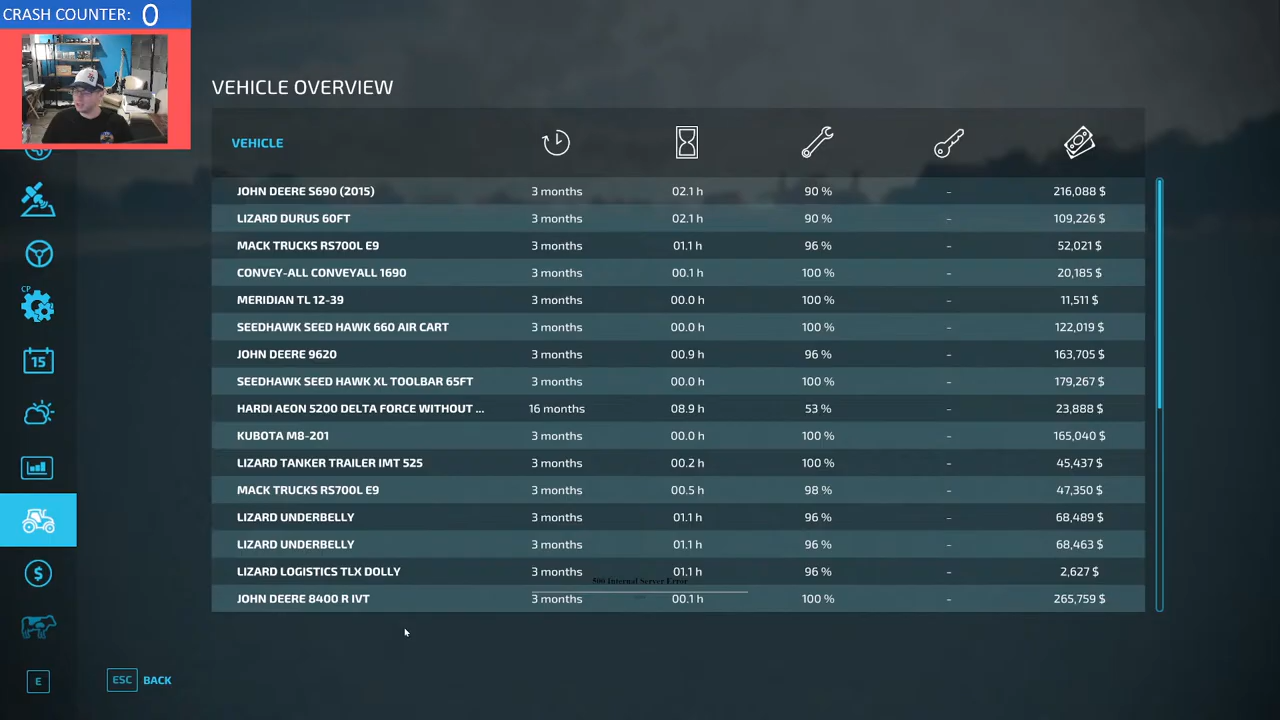 CRASH COUNTER: 0
VEHICLE OVERVIEW
VEHICLE
JOHN DEERE S690 (2015) 3 months 02.1 h 90 % - 216,088 $
LIZARD DURUS 60FT 3 months 02.1 h 90 % - 109,226 $
MACK TRUCKS RS700L E9 3 months 01.1 h 96 % - 52,021 $
CONVEY-ALL CONVEYALL 1690 3 months 00.1 h 100 % - 20,185 $
MERIDIAN TL 12-39 3 months 00.0 h 100 % - 11,511 $
SEEDHAWK SEED HAWK 660 AIR CART 3 months 00.0 h 100 % - 122,019 $
JOHN DEERE 9620 3 months 00.9 h 96 % - 163,705 $
SEEDHAWK SEED HAWK XL TOOLBAR 65FT 3 months 00.0 h 100 % - 179,267 $
HARDI AEON 5200 DELTA FORCE WITHOUT ... 16 months 08.9 h 53 % - 23,888 $
KUBOTA M8-201 3 months 00.0 h 100 % - 165,040 $
LIZARD TANKER TRAILER IMT 525 3 months 00.2 h 100 % - 45,437 $
MACK TRUCKS RS700L E9 3 months 00.5 h 98 % - 47,350 $
CP
15
LIZARD UNDERBELLY 3 months 01.1 h 96 % - 68,489 $
LIZARD UNDERBELLY 3 months 01.1 h 96 % - 68,463 $
LIZARD LOGISTICS TLX DOLLY 3 months 01.1 h 96 % - 2,627 $
500 Internal Server Error
JOHN DEERE 8400 R IVT 3 months 00.1 h 100 % - 265,759 $
$
E
ESC BACK